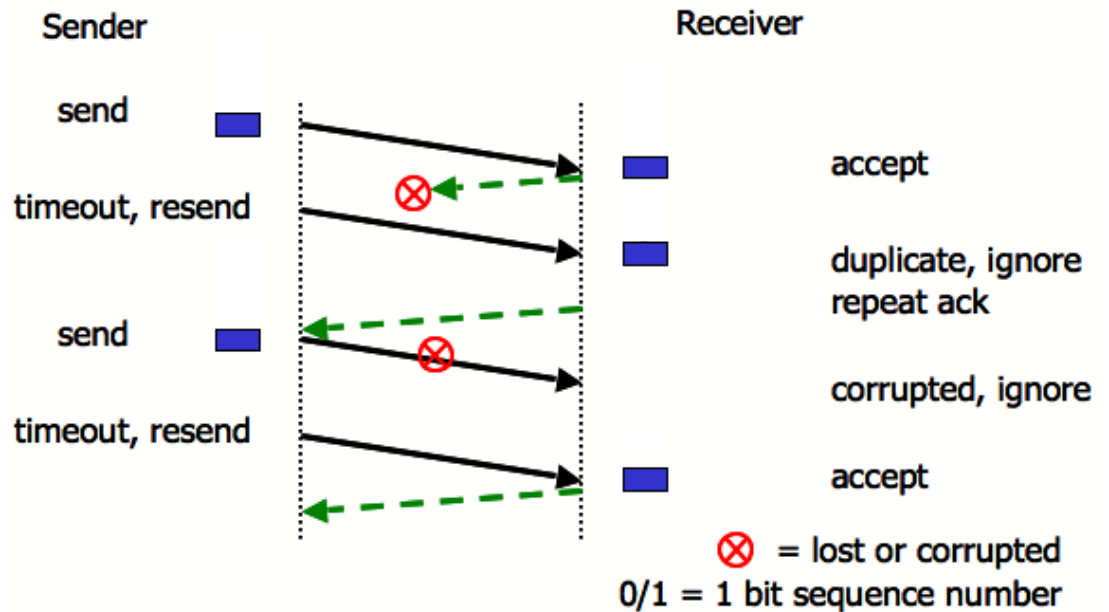 Sender
Receiver
send
accept
timeout, resend
duplicate, ignore
repeat ack
send
corrupted, ignore
timeout, resend
accept
= lost or corrupted
0/1 = 1 bit sequence number